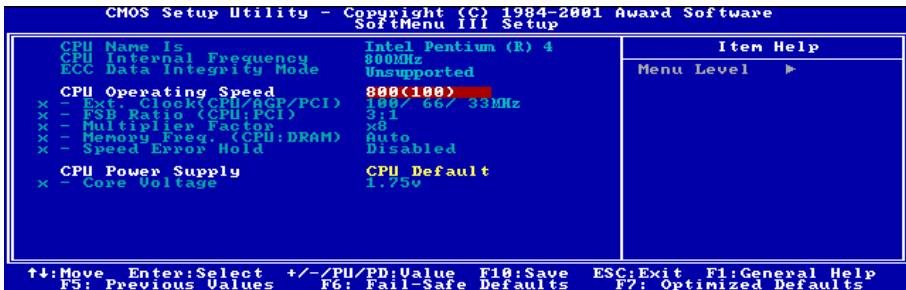 CMOS Setup Utility - Copyright (C) 1984-2001 Award Software
SoftMenu III Setup
CPU Name Is Intel Pentium (R) 4
CPU Internal Frequency 800MHz
ECC Data Integrity Mode Unsupported
CPU Operating Speed 800(100)
x - Ext. Clock(CPU/AGP/PCI) 100/ 66/ 33MHz
x - FSB Ratio (CPU:PCI) 3:1
x - Multiplier Factor x8
x - Memory Freq. (CPU:DRAM) Auto
x - Speed Error Hold Disabled
CPU Power Supply CPU Default
x - Core Voltage 1.75v
Item Help
Menu Level ►
↑↓:Move Enter:Select +/-/PU/PD:Value F10:Save ESC:Exit F1:General Help
F5: Previous Values F6: Fail-Safe Defaults F7: Optimized Defaults